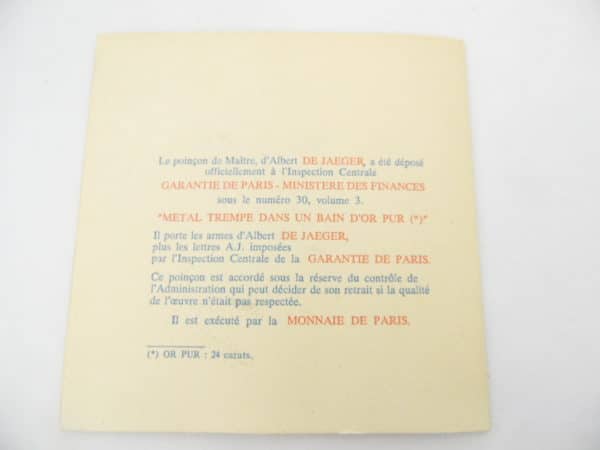 Le poinçon de Maître, d'Albert DE JAEGER, a été déposé
officiellement à l'Inspection Centrale
GARANTIE DE PARIS - MINISTERE DES FINANCES
sous le numéro 30, volume 3.
"METAL TREMPE DANS UN BAIN D'OR PUR (*)"
Il porte les armes d'Albert DE JAEGER,
plus les lettres A.J. imposées
par l'Inspection Centrale de la GARANTIE DE PARIS.
Ce poinçon est accordé sous la réserve du contrôle de
l'Administration qui peut décider de son retrait si la qualité
de l'œuvre n'était pas respectée.
Il est exécuté par la MONNAIE DE PARIS.
(*) OR PUR : 24 carats.